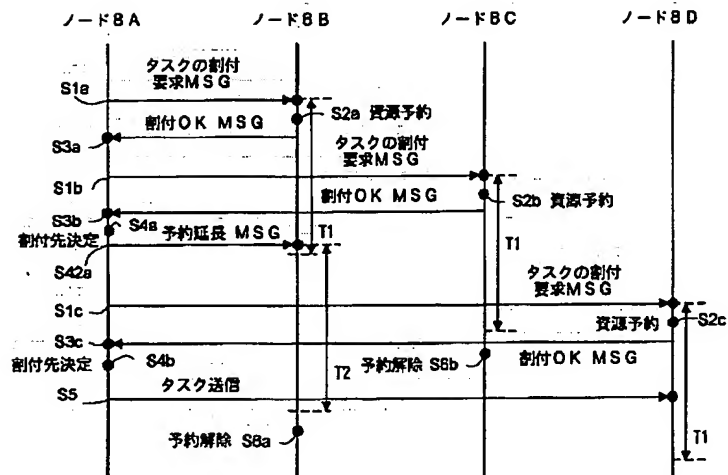 ノード8A ノード8B ノード8C ノード8D
タスクの割付
要求MSG
S1a
S2a 資源予約
割付OK MSG
S3a
タスクの割付
要求MSG
S1b
割付OK MSG
S2b 資源予約
S3b
S4a
T1
T1
割付先決定
予約延長 MSG
S42a
タスクの割付
要求MSG
S1c
資源予約
S2c
S3c
割付OK MSG
割付先決定
S4b
T2
予約解除 S6b
S5
タスク送信
T1
予約解除 S6a